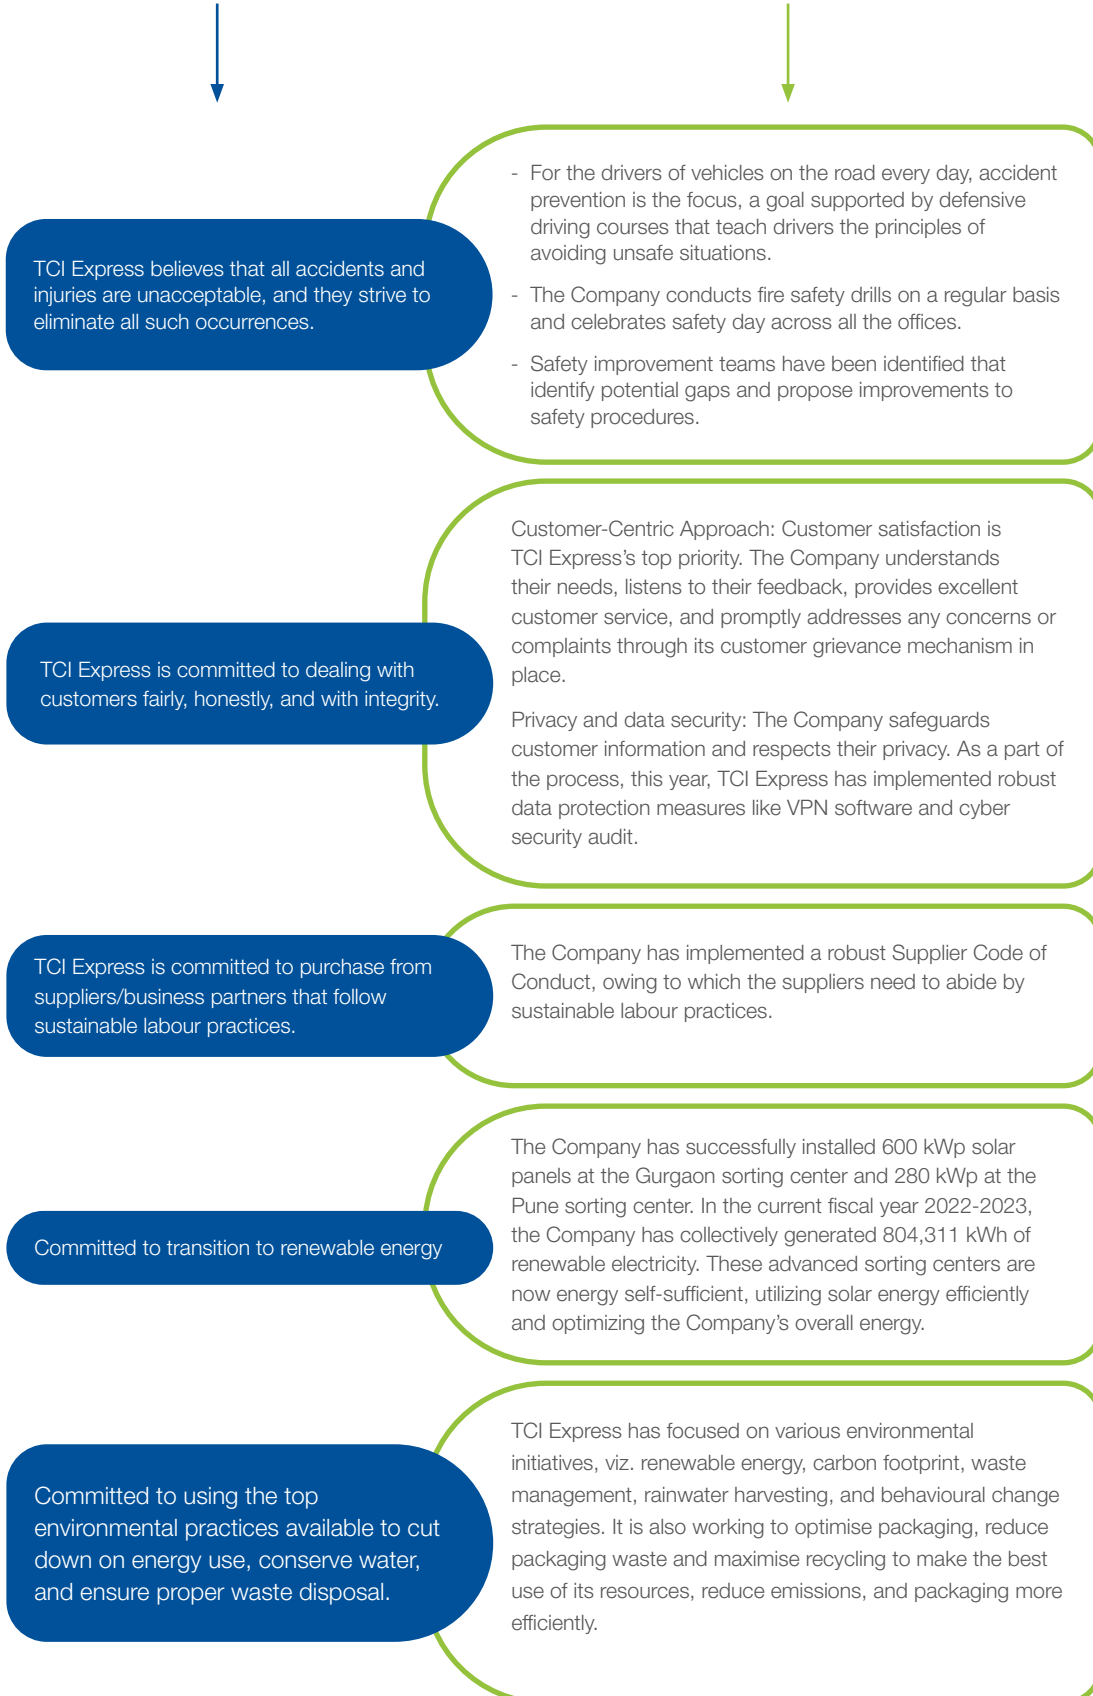 TCI Express believes that all accidents and
injuries are unacceptable, and they strive to
eliminate all such occurrences.
- For the drivers of vehicles on the road every day, accident
prevention is the focus, a goal supported by defensive
driving courses that teach drivers the principles of
avoiding unsafe situations.
- The Company conducts fire safety drills on a regular basis
and celebrates safety day across all the offices.
- Safety improvement teams have been identified that
identify potential gaps and propose improvements to
safety procedures.
TCI Express is committed to dealing with
customers fairly, honestly, and with integrity.
Customer-Centric Approach: Customer satisfaction is
TCI Express's top priority. The Company understands
their needs, listens to their feedback, provides excellent
customer service, and promptly addresses any concerns or
complaints through its customer grievance mechanism in
place.
Privacy and data security: The Company safeguards
customer information and respects their privacy. As a part of
the process, this year, TCI Express has implemented robust
data protection measures like VPN software and cyber
security audit.
TCI Express is committed to purchase from
suppliers/business partners that follow
sustainable labour practices.
The Company has implemented a robust Supplier Code of
Conduct, owing to which the suppliers need to abide by
sustainable labour practices.
Committed to transition to renewable energy
The Company has successfully installed 600 kWp solar
panels at the Gurgaon sorting center and 280 kWp at the
Pune sorting center. In the current fiscal year 2022-2023,
the Company has collectively generated 804,311 kWh of
renewable electricity. These advanced sorting centers are
now energy self-sufficient, utilizing solar energy efficiently
and optimizing the Company's overall energy.
Committed to using the top
environmental practices available to cut
down on energy use, conserve water,
and ensure proper waste disposal.
TCI Express has focused on various environmental
initiatives, viz. renewable energy, carbon footprint, waste
management, rainwater harvesting, and behavioural change
strategies. It is also working to optimise packaging, reduce
packaging waste and maximise recycling to make the best
use of its resources, reduce emissions, and packaging more
efficiently.